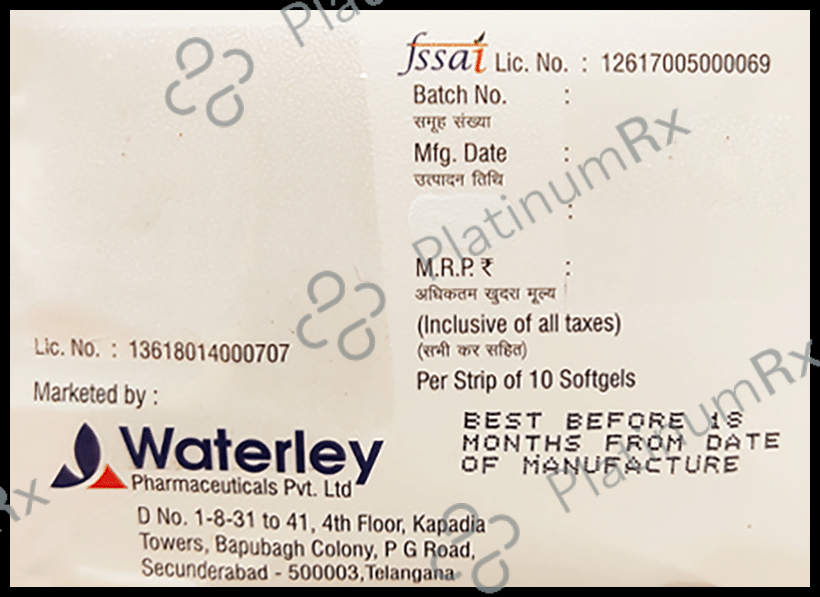 fssai Lic. No. : 12617005000069
Batch No. :
समूह संख्या
Mfg. Date :
उत्पादन तिथि
:
M.R.P. ₹ :
अधिकतम खुदरा मूल्य
(Inclusive of all taxes)
(सभी कर सहित)
Per Strip of 10 Softgels
BEST BEFORE 18
MONTHS FROM DATE
OF MANUFACTURE
Lic. No. : 13618014000707
Marketed by :
Waterley
Pharmaceuticals Pvt. Ltd
D No. 1-8-31 to 41, 4th Floor, Kapadia
Towers, Bapubagh Colony, P G Road,
Secunderabad - 500003,Telangana
PlatinumRx
PlatinumRx
PlatinumRx
Rx